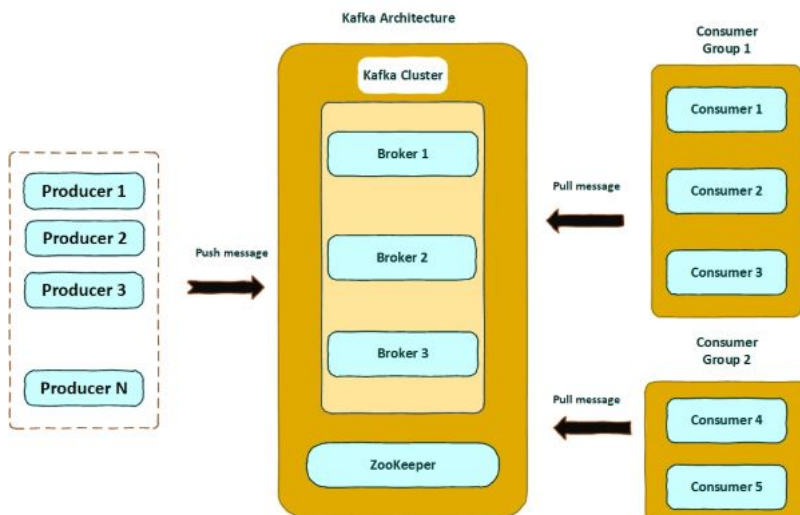 Kafka Architecture
Kafka Cluster
Broker 1
Broker 2
Broker 3
ZooKeeper
Producer 1
Producer 2
Producer 3
Producer N
Push message
Pull message
Pull message
Consumer
Group 1
Consumer 1
Consumer 2
Consumer 3
Consumer
Group 2
Consumer 4
Consumer 5